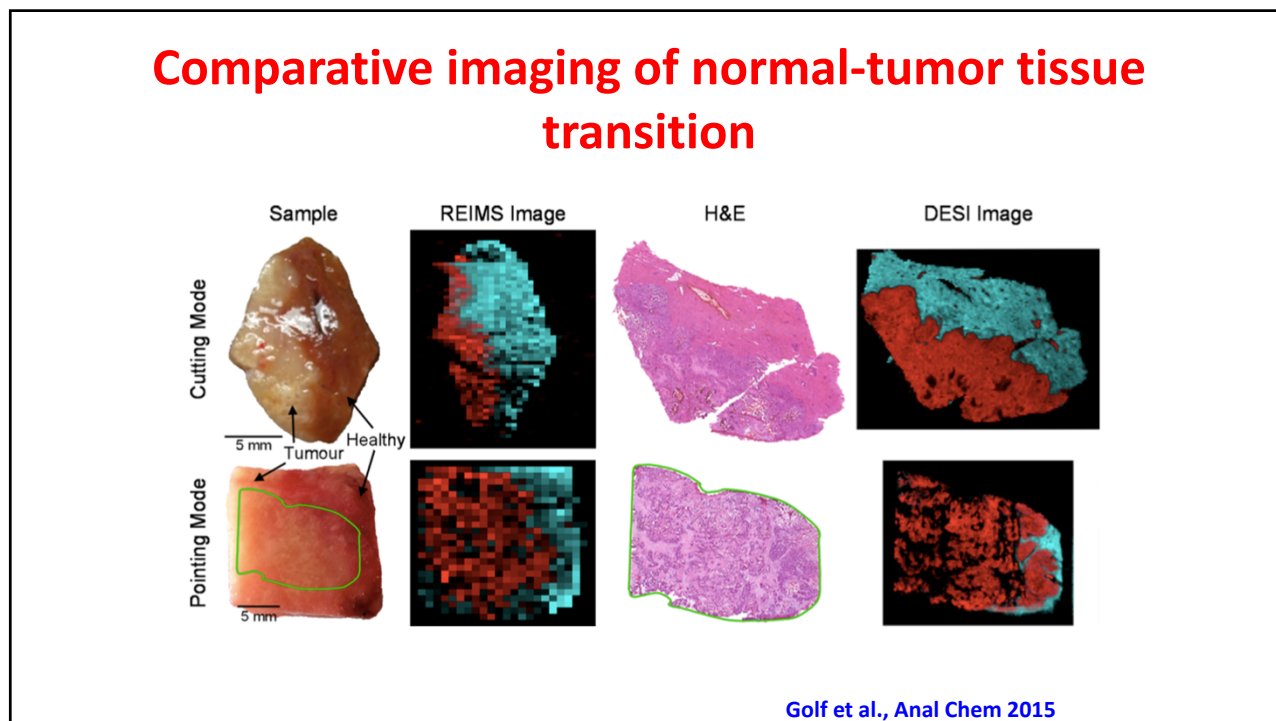 Comparative imaging of normal-tumor tissue
transition
Sample
REIMS Image
H&E
DESI Image
Cutting Mode
5 mm
Tumour
Healthy
Pointing Mode
5 mm
Golf et al., Anal Chem 2015